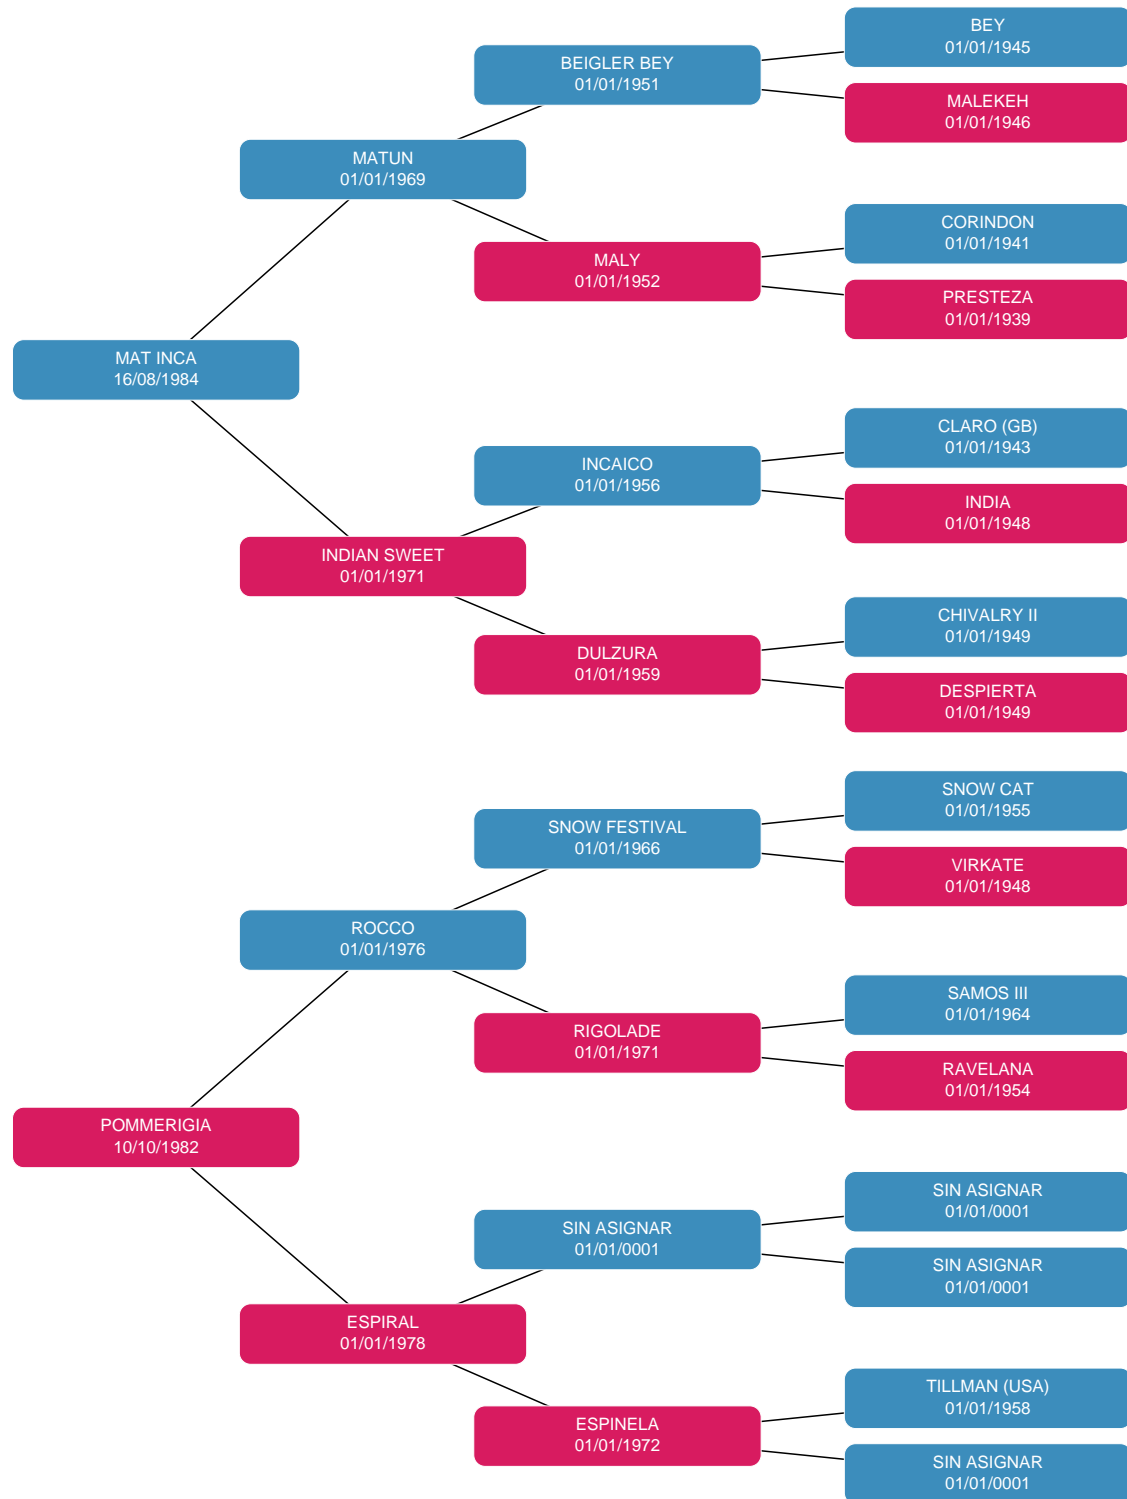 BEY
01/01/1945
BEIGLER BEY
01/01/1951
MALEKEH
01/01/1946
MATUN
01/01/1969
CORINDON
01/01/1941
MALY
01/01/1952
PRESTEZA
01/01/1939
MAT INCA
16/08/1984
CLARO (GB)
01/01/1943
INCAICO
01/01/1956
INDIA
01/01/1948
INDIAN SWEET
01/01/1971
CHIVALRY II
01/01/1949
DULZURA
01/01/1959
DESPIERTA
01/01/1949
SNOW CAT
01/01/1955
SNOW FESTIVAL
01/01/1966
VIRKATE
01/01/1948
ROCCO
01/01/1976
SAMOS III
01/01/1964
RIGOLADE
01/01/1971
RAVELANA
01/01/1954
POMMERIGIA
10/10/1982
SIN ASIGNAR
01/01/0001
SIN ASIGNAR
01/01/0001
SIN ASIGNAR
01/01/0001
ESPIRAL
01/01/1978
TILLMAN (USA)
01/01/1958
ESPINELA
01/01/1972
SIN ASIGNAR
01/01/0001